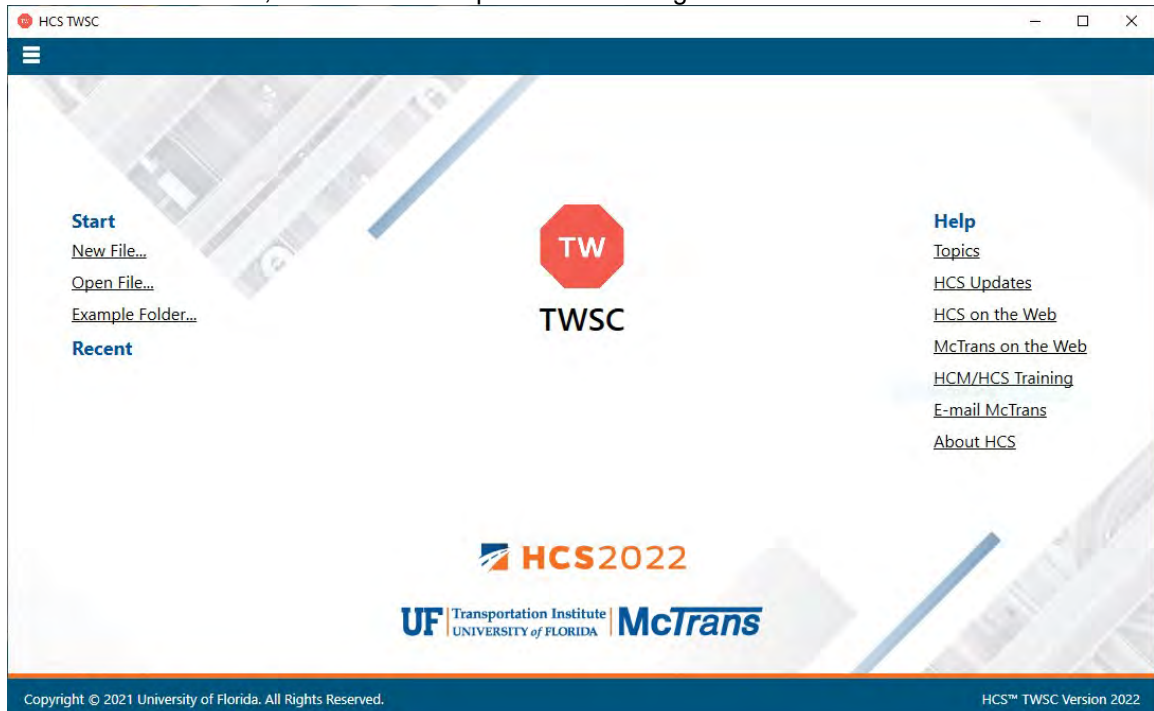 HCS TWSC
Start
New File...
Open File...
Example Folder...
Recent
TW
TWSC
Help
Topics
HCS Updates
HCS on the Web
McTrans on the Web
HCM/HCS Training
E-mail McTrans
About HCS
HCS2022
UF Transportation Institute McTrans
UNIVERSITY of FLORIDA
Copyright © 2021 University of Florida. All Rights Reserved.
HCS™ TWSC Version 2022